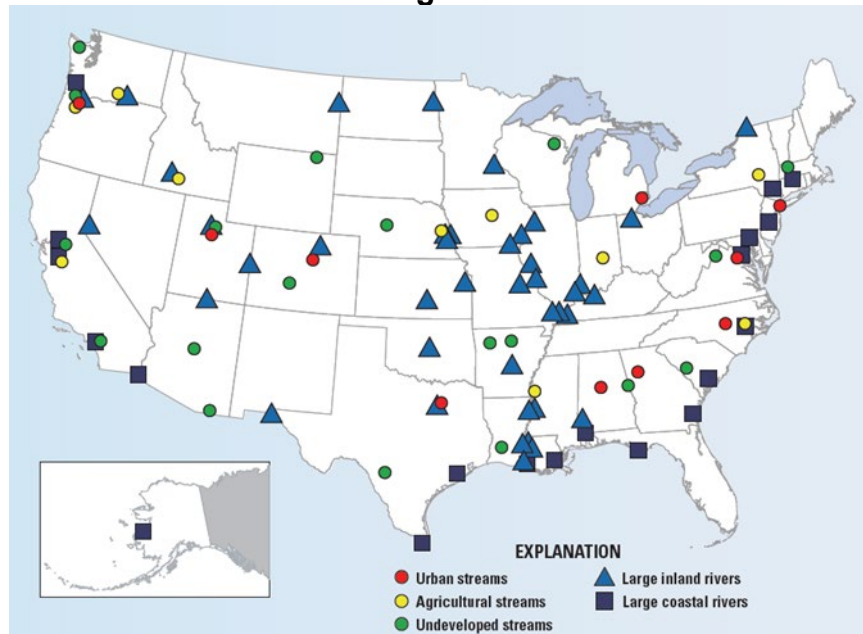 EXPLANATION
Urban streams
Agricultural streams
Undeveloped streams
Large inland rivers
Large coastal rivers